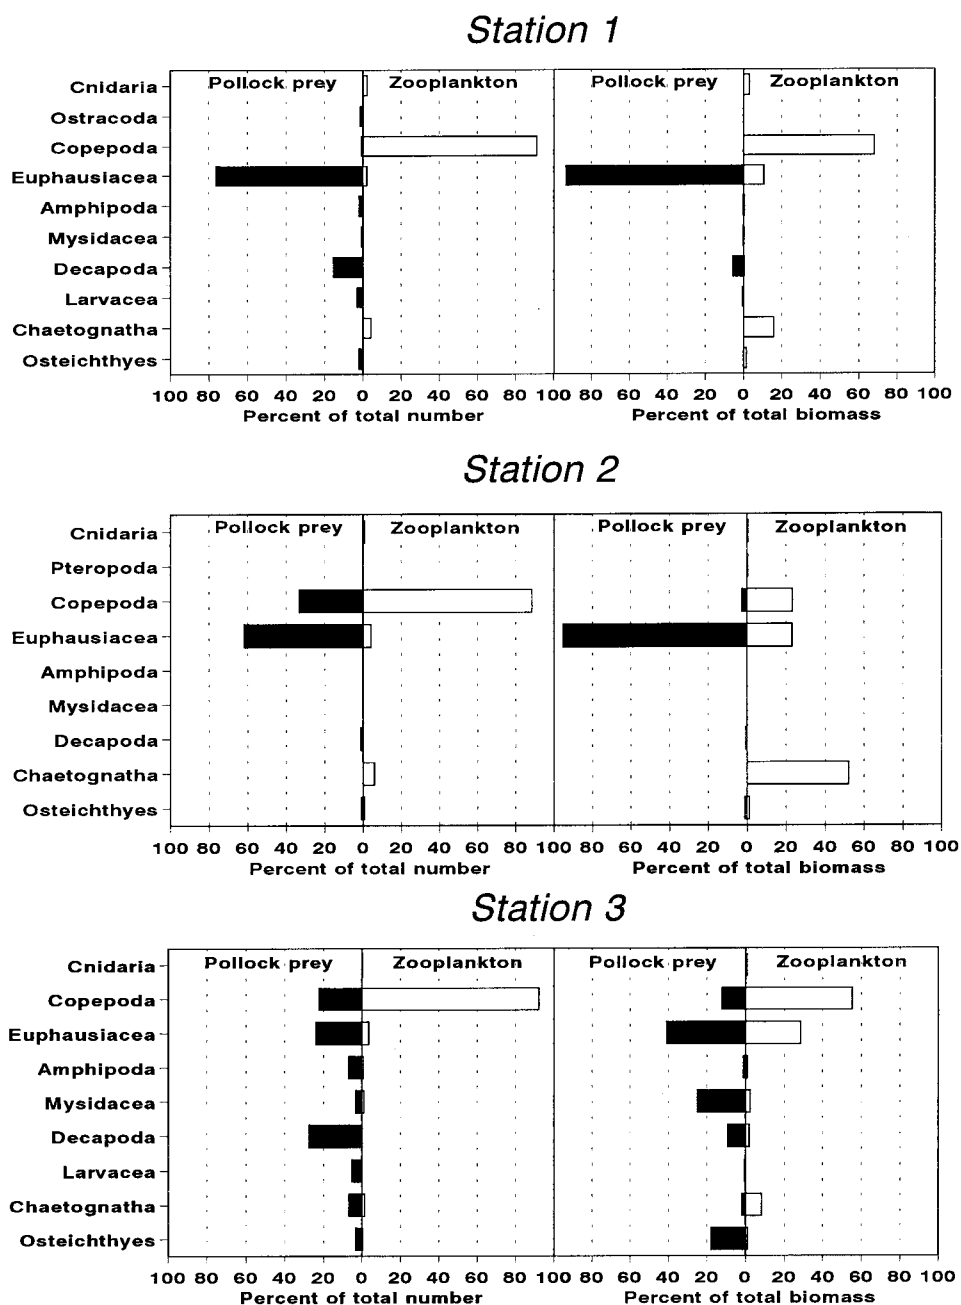 Station 1
Pollock prey Zooplankton Pollock prey Zooplankton
Cnidaria
Ostracoda
Copepoda
Euphausiacea
Amphipoda
Mysidacea
Decapoda
Larvacea
Chaetognatha
Osteichthyes
100 80 60 40 20 0 20 40 60 80 100 80 60 40 20 0 20 40 60 80 100
Percent of total number Percent of total biomass
Station 2
Pollock prey Zooplankton Pollock prey Zooplankton
Cnidaria
Pteropoda
Copepoda
Euphausiacea
Amphipoda
Mysidacea
Decapoda
Chaetognatha
Osteichthyes
100 80 60 40 20 0 20 40 60 80 100 80 60 40 20 0 20 40 60 80 100
Percent of total number Percent of total biomass
Station 3
Pollock prey Zooplankton Pollock prey Zooplankton
Cnidaria
Copepoda
Euphausiacea
Amphipoda
Mysidacea
Decapoda
Larvacea
Chaetognatha
Osteichthyes
100 80 60 40 20 0 20 40 60 80 100 80 60 40 20 0 20 40 60 80 100
Percent of total number Percent of total biomass